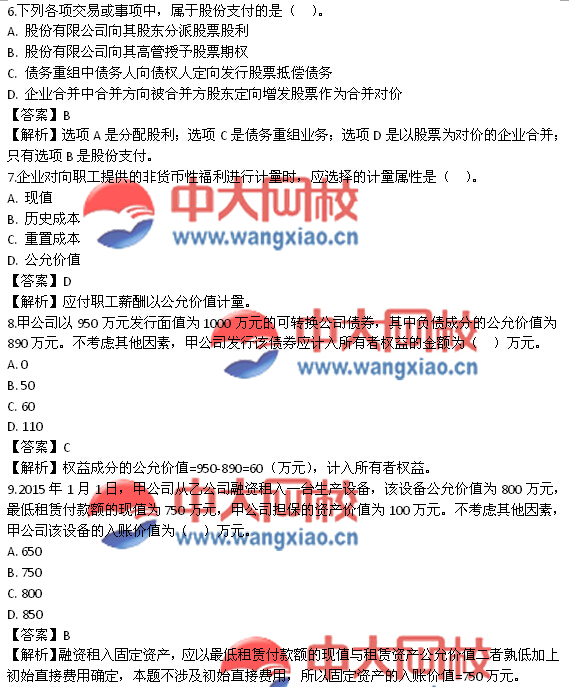 6.下列各项交易或事项中，属于股份支付的是（　）。
A. 股份有限公司向其股东分派股票股利
B. 股份有限公司向其高管授予股票期权
C. 债务重组中债务人向债权人定向发行股票抵偿债务
D. 企业合并中合并方向被合并方股东定向增发股票作为合并对价
【答案】B
【解析】选项 A 是分配股利；选项 C 是债务重组业务；选项 D 是以股票为对价的企业合并；
只有选项 B 是股份支付。
7.企业对向职工提供的非货币性福利进行计量时，应选择的计量属性是（　）。
A. 现值
B. 历史成本
C. 重置成本
D. 公允价值
中大网校
www.wangxiao.cn
【答案】D
【解析】应付职工薪酬以公允价值计量。
8.甲公司以 950 万元发行面值为 1000 万元的可转换公司债券，其中负债成分的公允价值为
890 万元。不考虑其他因素，甲公司发行该债券应计入所有者权益的金额为（　）万元。
A. 0
B. 50
C. 60
D. 110
中大网校
www.wangxiao.cn
【答案】C
【解析】权益成分的公允价值=950-890=60（万元），计入所有者权益。
9.2015 年 1 月 1 日，甲公司从乙公司融资租入一台生产设备，该设备公允价值为 800 万元，
最低租赁付款额的现值为 750 万元，甲公司担保的资产价值为 100 万元。不考虑其他因素，
甲公司该设备的入账价值为（　）万元。
A. 650
B. 750
C. 800
D. 850
中大网校
www.wangxiao.cn
【答案】B
【解析】融资租入固定资产，应以最低租赁付款额的现值与租赁资产公允价值二者孰低加上
初始直接费用确定，本题不涉及初始直接费用，所以固定资产的入账价值=750 万元。
中大网校